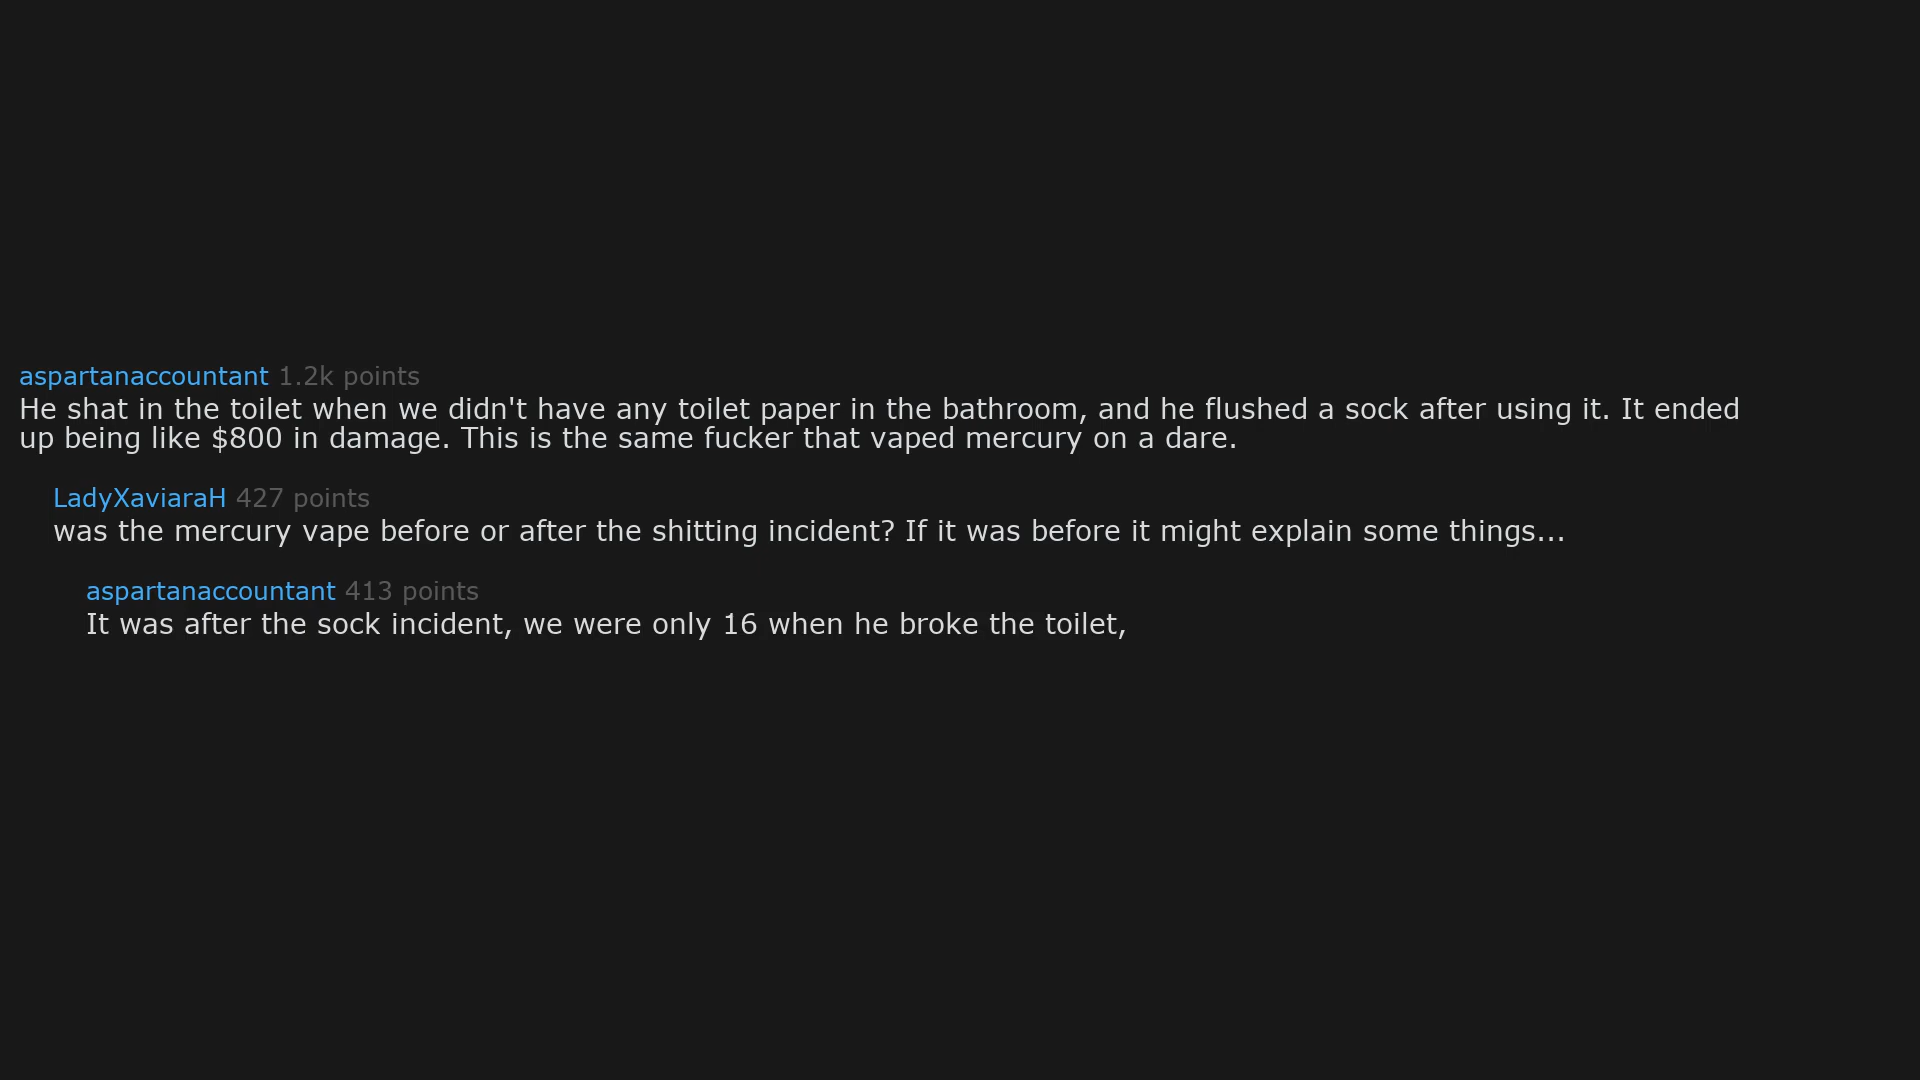 aspartanaccountant 1.2k points
He shat in the toilet when we didn't have any toilet paper in the bathroom, and he flushed a sock after using it. It ended
up being like $800 in damage. This is the same fucker that vaped mercury on a dare.
LadyXaviaraH 427 points
was the mercury vape before or after the shitting incident? If it was before it might explain some things...
aspartanaccountant 413 points
It was after the sock incident, we were only 16 when he broke the toilet,